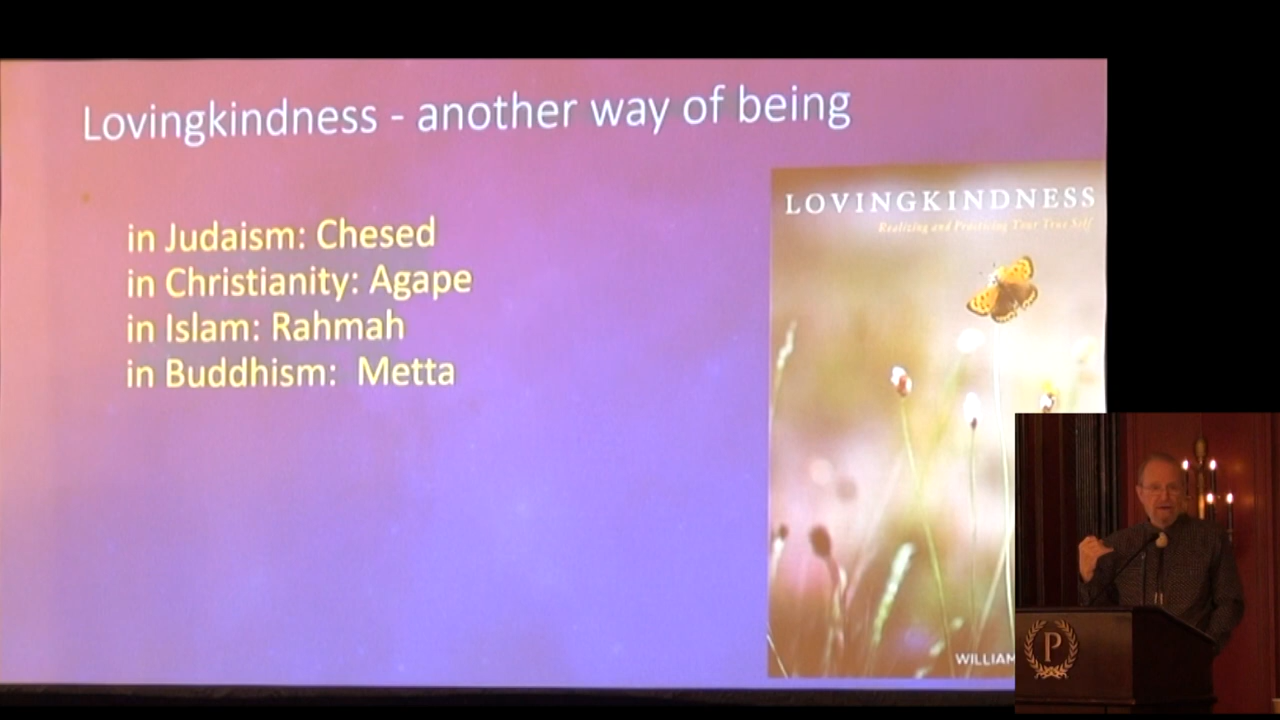 Lovingkindness - another way of being
in Judaism: Chesed
in Christianity: Agape
in Islam: Rahmah
in Buddhism: Metta
LOVINGKINDNESS
Realizing and Practicing Your True Self
WILLIAM
P